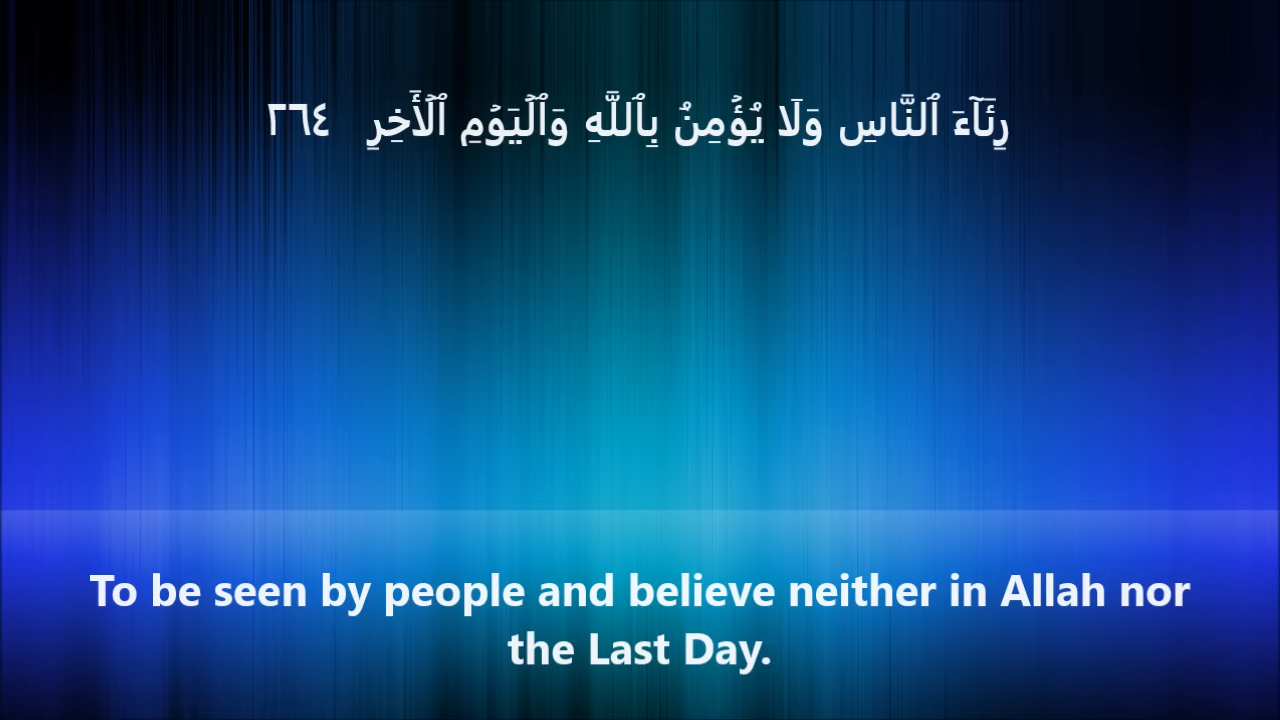 رِئَآءَ ٱلنَّاسِ وَلَا يُؤۡمِنُ بِٱللَّهِ وَٱلۡيَوۡمِ ٱلۡأٓخِرِ ٢٦٤
To be seen by people and believe neither in Allah nor
the Last Day.